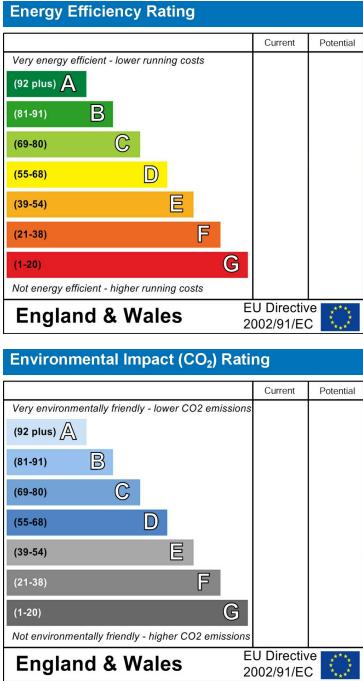 Energy Efficiency Rating
Current Potential
Very energy efficient - lower running costs
(92 plus) A
(81-91) B
(69-80) C
(55-68) D
(39-54) E
(21-38) F
(1-20) G
Not energy efficient - higher running costs
England & Wales
EU Directive
2002/91/EC
Environmental Impact (CO₂) Rating
Current Potential
Very environmentally friendly - lower CO2 emissions
(92 plus) A
(81-91) B
(69-80) C
(55-68) D
(39-54) E
(21-38) F
(1-20) G
Not environmentally friendly - higher CO2 emissions
England & Wales
EU Directive
2002/91/EC